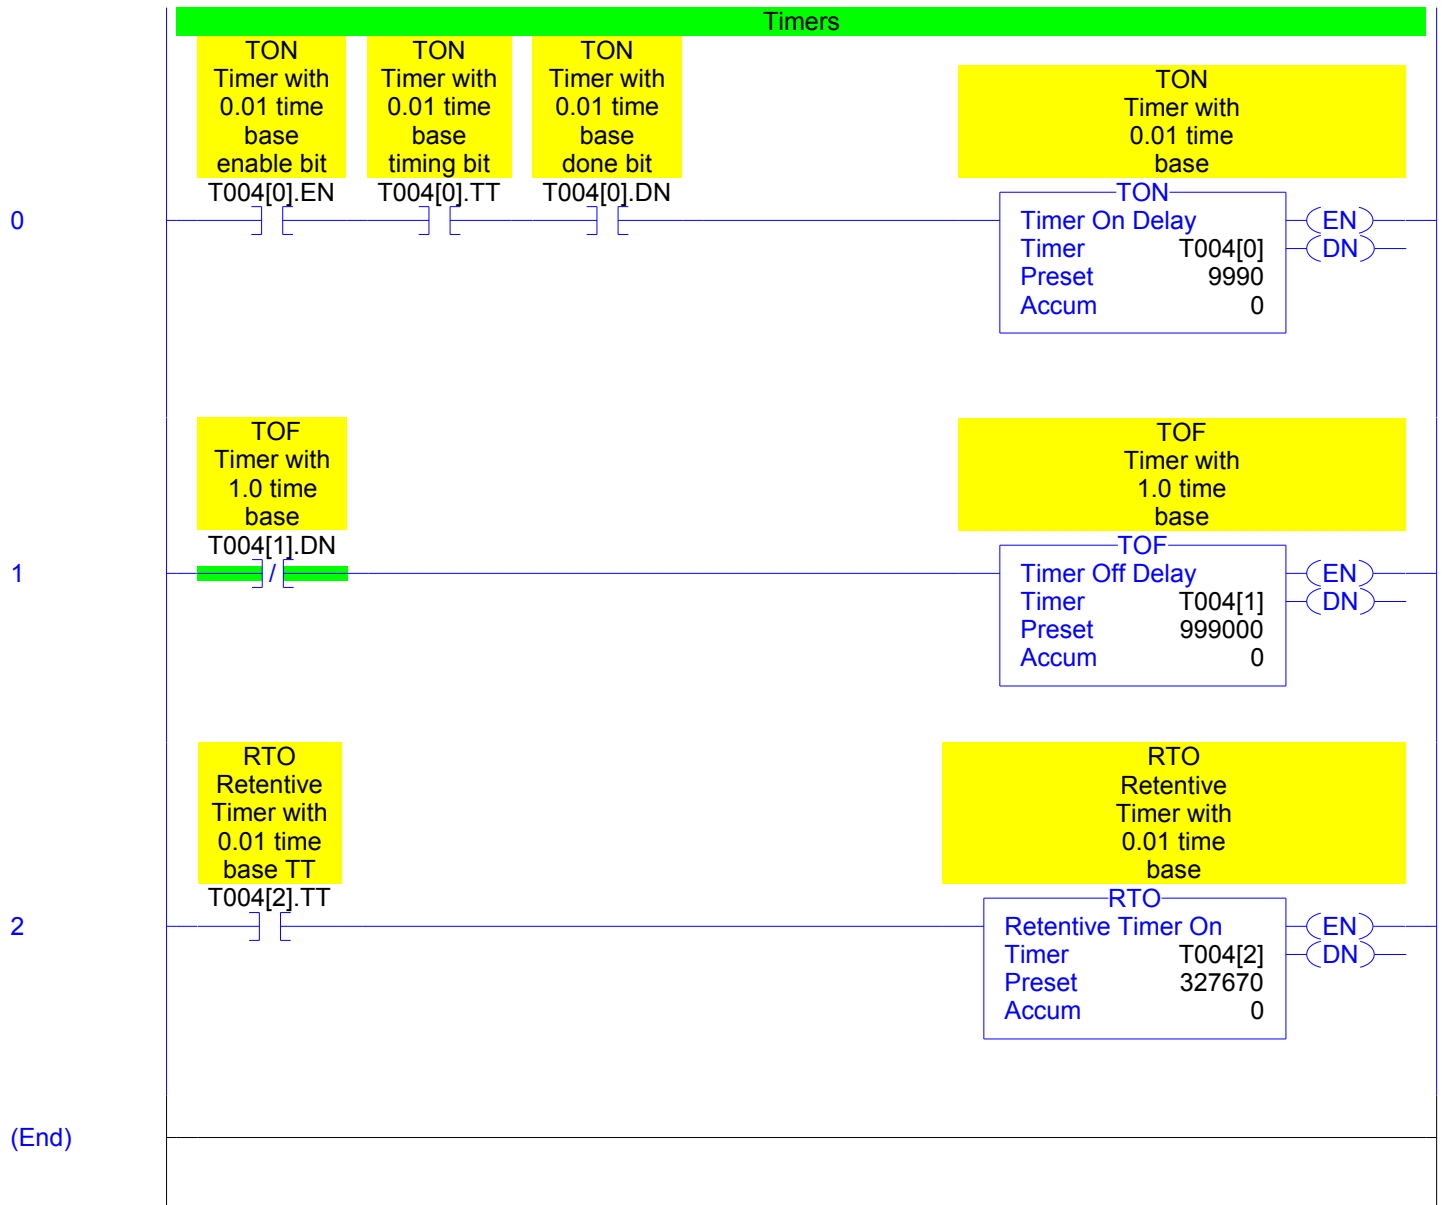 Timers
TON
Timer with
0.01 time
base
enable bit
T004[0].EN
TON
Timer with
0.01 time
base
timing bit
T004[0].TT
TON
Timer with
0.01 time
base
done bit
T004[0].DN
TON
Timer with
0.01 time
base
0
TON
Timer On Delay
Timer T004[0]
Preset 9990
Accum 0
EN
DN
TOF
Timer with
1.0 time
base
T004[1].DN
TOF
Timer with
1.0 time
base
1
/
TOF
Timer Off Delay
Timer T004[1]
Preset 999000
Accum 0
EN
DN
RTO
Retentive
Timer with
0.01 time
base TT
T004[2].TT
RTO
Retentive
Timer with
0.01 time
base
2
RTO
Retentive Timer On
Timer T004[2]
Preset 327670
Accum 0
EN
DN
(End)